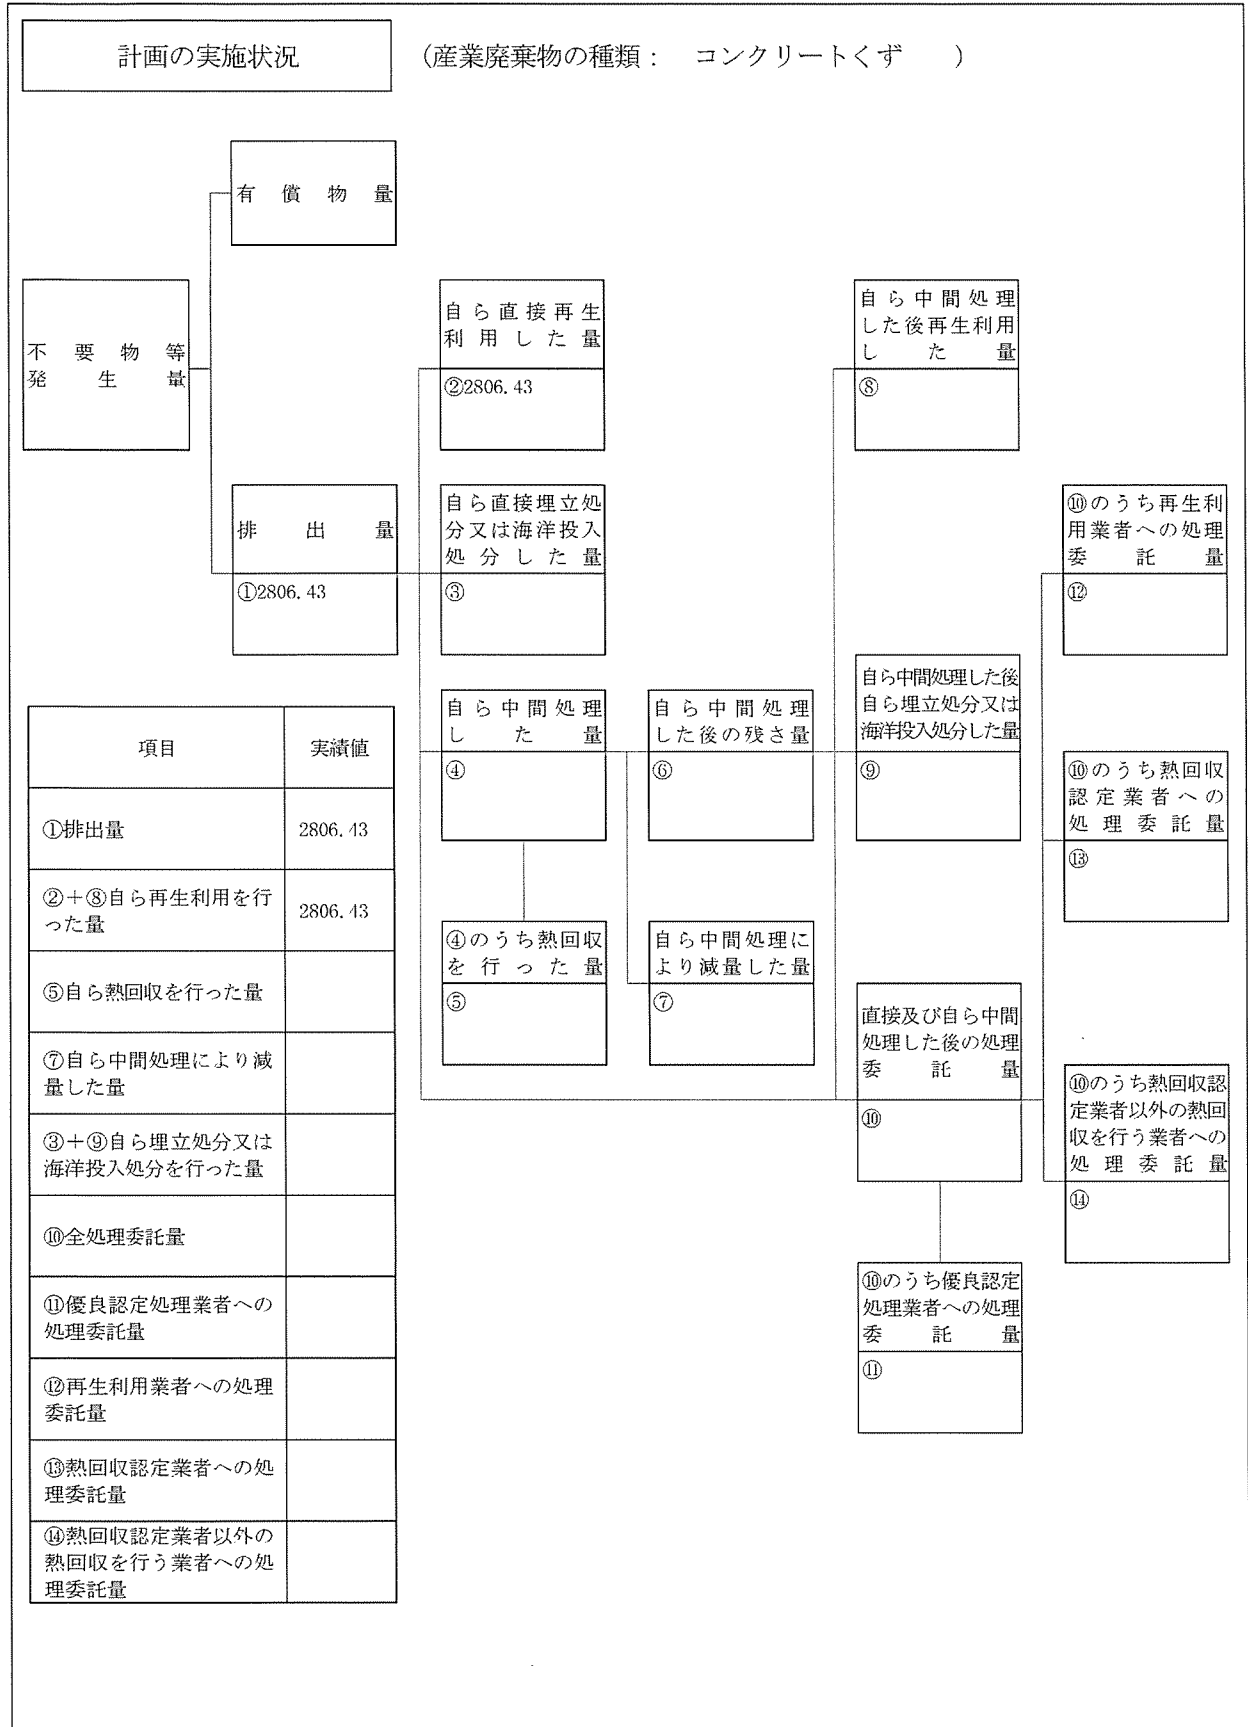 計画の実施状況
(産業廃棄物の種類： コンクリートくず )
有償物量
不要物等
発生量
排出量
①2806.43
自ら直接再生
利用した量
②2806.43
自ら直接埋立処
分又は海洋投入
処分した量
③
自ら中間処理
した量
④
④のうち熱回収
を行った量
⑤
自ら中間処理
した後の残さ量
⑥
自ら中間処理に
より減量した量
⑦
自ら中間処理
した後再生利用
した量
⑧
自ら中間処理した後
自ら埋立処分又は
海洋投入処分した量
⑨
直接及び自ら中間
処理した後の処理
委託量
⑩
⑩のうち優良認定
処理業者への処理
委託量
⑪
⑩のうち再生利
用業者への処理
委託量
⑫
⑩のうち熱回収
認定業者への
処理委託量
⑬
⑩のうち熱回収認
定業者以外の熱回
収を行う業者への
処理委託量
⑭
項目 実績値
①排出量 2806.43
②＋⑧自ら再生利用を行
った量 2806.43
⑤自ら熱回収を行った量
⑦自ら中間処理により減
量した量
③＋⑨自ら埋立処分又は
海洋投入処分を行った量
⑩全処理委託量
⑪優良認定処理業者への
処理委託量
⑫再生利用業者への処理
委託量
⑬熱回収認定業者への処
理委託量
⑭熱回収認定業者以外の
熱回収を行う業者への処
理委託量